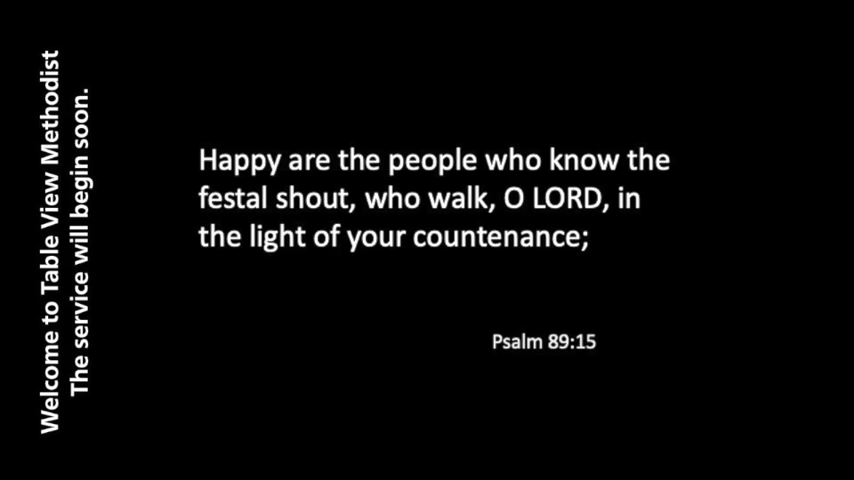 Welcome to Table View Methodist
The service will begin soon.
Happy are the people who know the
festal shout, who walk, O LORD, in
the light of your countenance;
Psalm 89:15